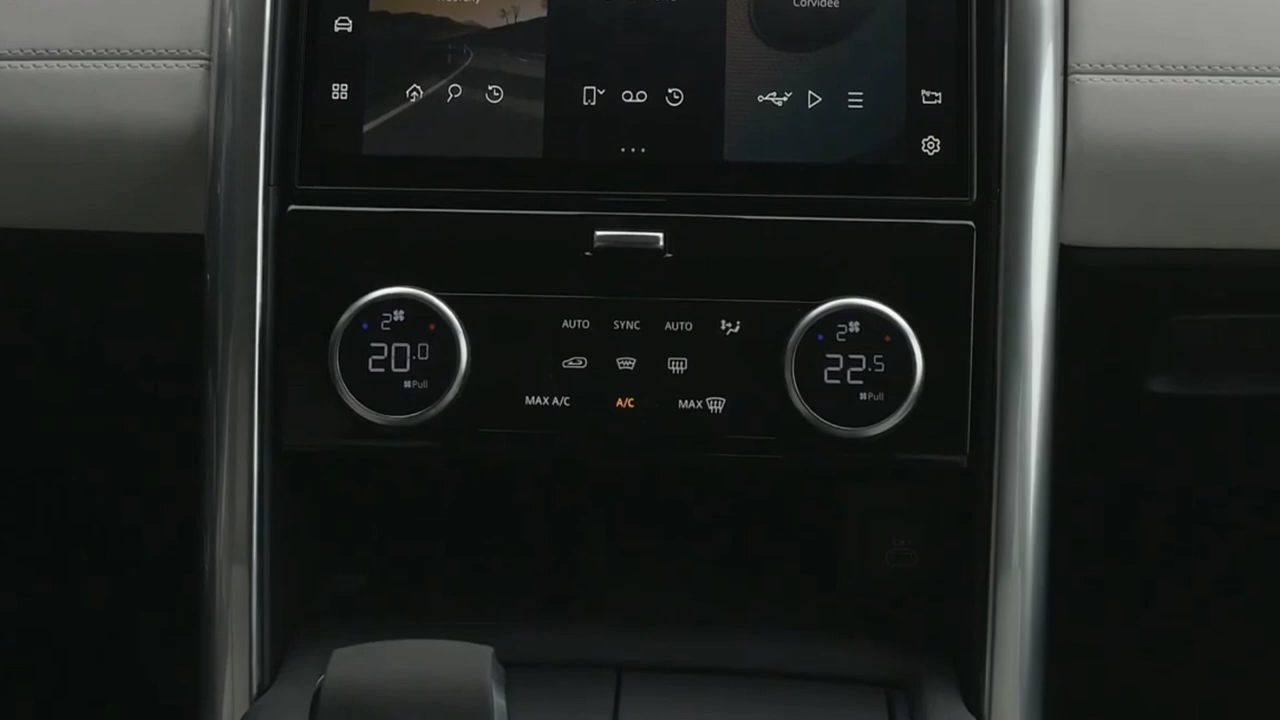 Corvidee
2
20.0
Pull
AUTO SYNC AUTO
MAX A/C A/C MAX
2
22.5
Pull